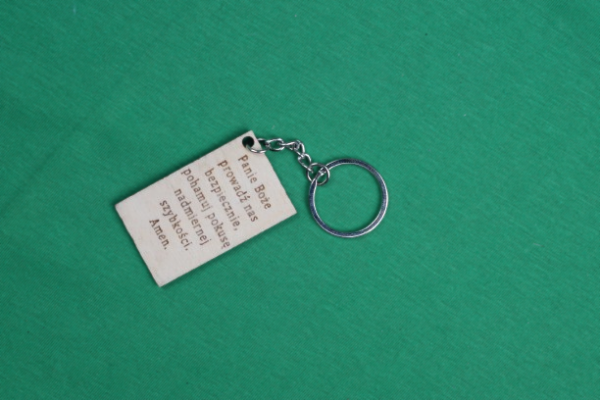 Panie Boże
prowadź nas
bezpiecznie,
pohamuj pokusę
nadmiernej
szybkości.
Amen.